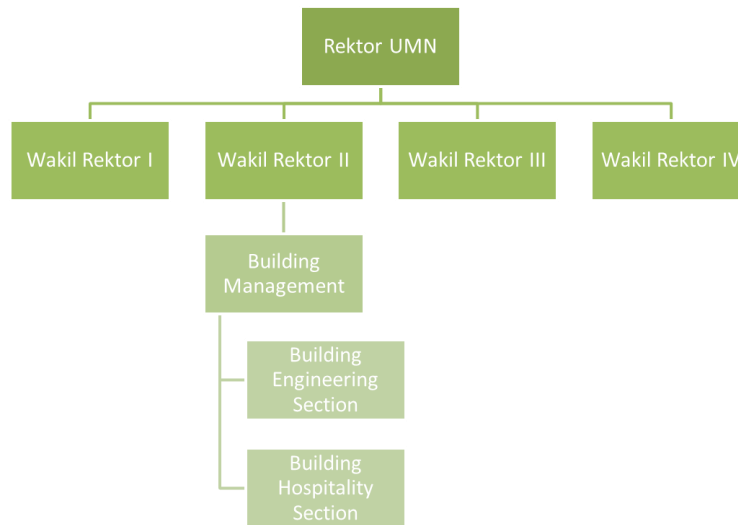 Rektor UMN
Wakil Rektor I
Wakil Rektor II
Wakil Rektor III
Wakil Rektor IV
Building
Management
Building
Engineering
Section
Building
Hospitality
Section